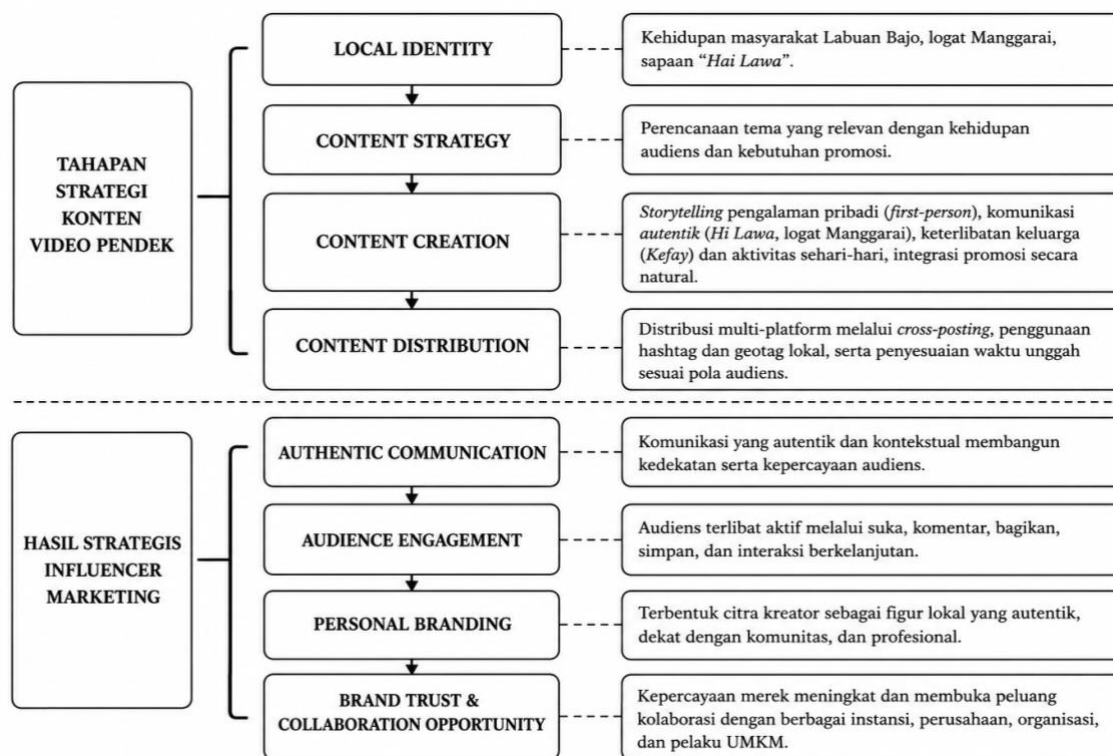 LOCAL IDENTITY
Kehidupan masyarakat Labuan Bajo, logat Manggarai,
sapaan “Hai Lawa”.
TAHAPAN
STRATEGI
KONTEN
VIDEO PENDEK
CONTENT STRATEGY
Perencanaan tema yang relevan dengan kehidupan
audiens dan kebutuhan promosi.
CONTENT CREATION
Storytelling pengalaman pribadi (first-person), komunikasi
autentik (Hi Lawa, logat Manggarai), keterlibatan keluarga
(Kefay) dan aktivitas sehari-hari, integrasi promosi secara
natural.
CONTENT DISTRIBUTION
Distribusi multi-platform melalui cross-posting, penggunaan
hashtag dan geotag lokal, serta penyesuaian waktu unggah
sesuai pola audiens.
HASIL STRATEGIS
INFLUENCER
MARKETING
AUTHENTIC COMMUNICATION
Komunikasi yang autentik dan kontekstual membangun
kedekatan serta kepercayaan audiens.
AUDIENCE ENGAGEMENT
Audiens terlibat aktif melalui suka, komentar, bagikan,
simpan, dan interaksi berkelanjutan.
PERSONAL BRANDING
Terbentuk citra kreator sebagai figur lokal yang autentik,
dekat dengan komunitas, dan profesional.
BRAND TRUST &
COLLABORATION OPPORTUNITY
Kepercayaan merek meningkat dan membuka peluang
kolaborasi dengan berbagai instansi, perusahaan, organisasi,
dan pelaku UMKM.